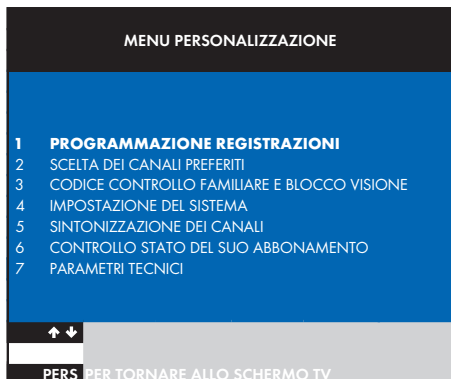 MENU PERSONALIZZAZIONE
1 PROGRAMMAZIONE REGISTRAZIONI
2 SCELTA DEI CANALI PREFERITI
3 CODICE CONTROLLO FAMILIARE E BLOCCO VISIONE
4 IMPOSTAZIONE DEL SISTEMA
5 SINTONIZZAZIONE DEI CANALI
6 CONTROLLO STATO DEL SUO ABBONAMENTO
7 PARAMETRI TECNICI
PERS PER TORNARE ALLO SCHERMO TV